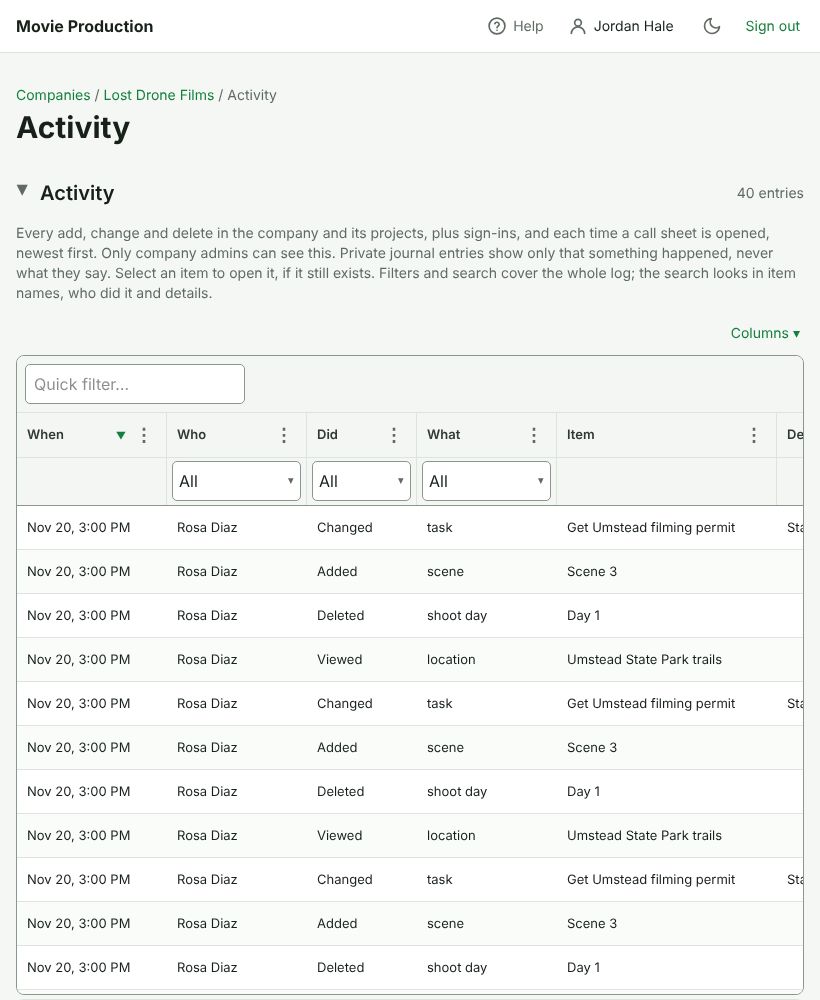 Movie Production
Help
Jordan Hale
Sign out
Companies / Lost Drone Films / Activity
Activity
▼ Activity
40 entries
Every add, change and delete in the company and its projects, plus sign-ins, and each time a call sheet is opened,
newest first. Only company admins can see this. Private journal entries show only that something happened, never
what they say. Select an item to open it, if it still exists. Filters and search cover the whole log; the search looks in item
names, who did it and details.
Columns ▾
Quick filter...
When ▼ Who Did What Item
All All All
Nov 20, 3:00 PM Rosa Diaz Changed task Get Umstead filming permit
Nov 20, 3:00 PM Rosa Diaz Added scene Scene 3
Nov 20, 3:00 PM Rosa Diaz Deleted shoot day Day 1
Nov 20, 3:00 PM Rosa Diaz Viewed location Umstead State Park trails
Nov 20, 3:00 PM Rosa Diaz Changed task Get Umstead filming permit
Nov 20, 3:00 PM Rosa Diaz Added scene Scene 3
Nov 20, 3:00 PM Rosa Diaz Deleted shoot day Day 1
Nov 20, 3:00 PM Rosa Diaz Viewed location Umstead State Park trails
Nov 20, 3:00 PM Rosa Diaz Changed task Get Umstead filming permit
Nov 20, 3:00 PM Rosa Diaz Added scene Scene 3
Nov 20, 3:00 PM Rosa Diaz Deleted shoot day Day 1